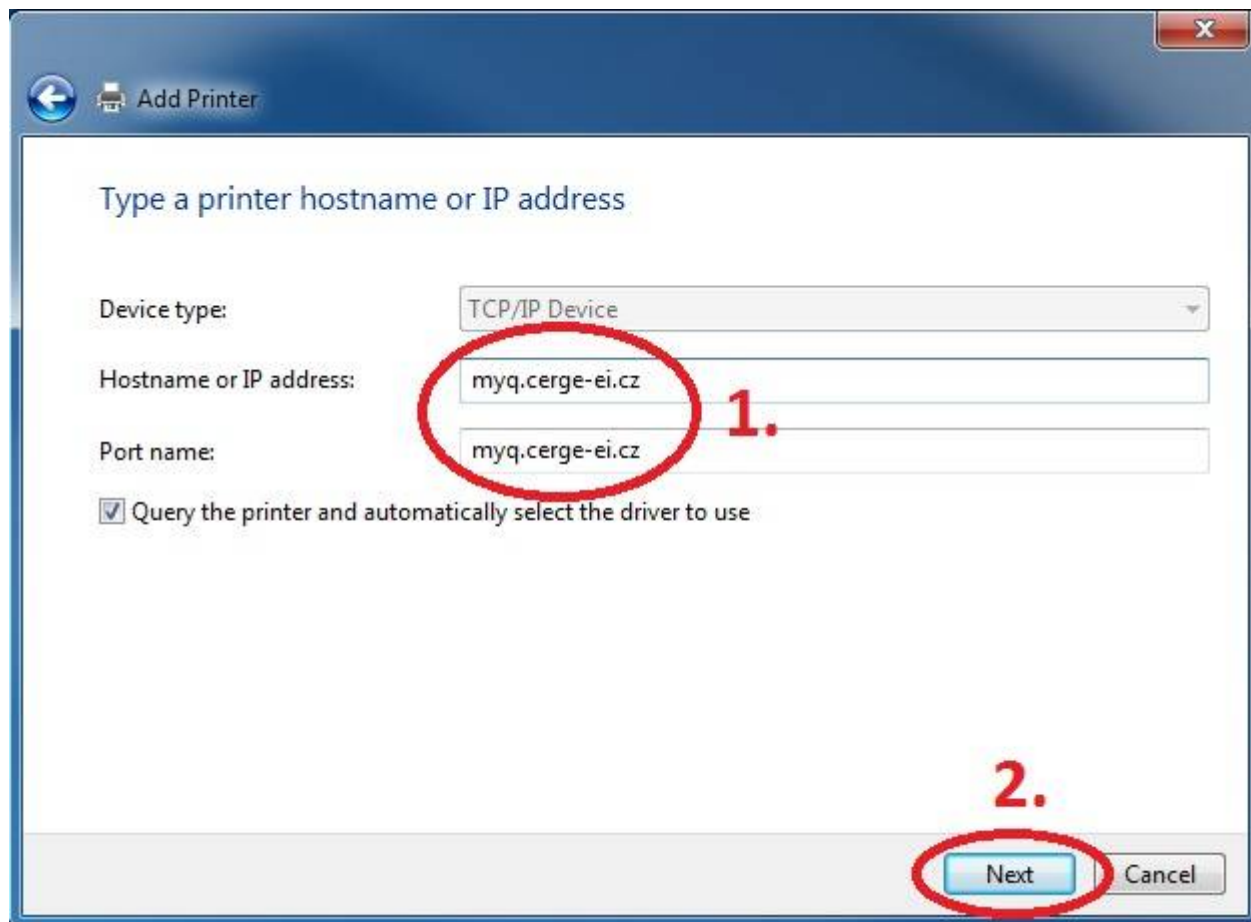 x
Add Printer
Type a printer hostname or IP address
Device type: TCP/IP Device
Hostname or IP address: myq.cerge-ei.cz
1.
Port name: myq.cerge-ei.cz
Query the printer and automatically select the driver to use
2.
Next Cancel